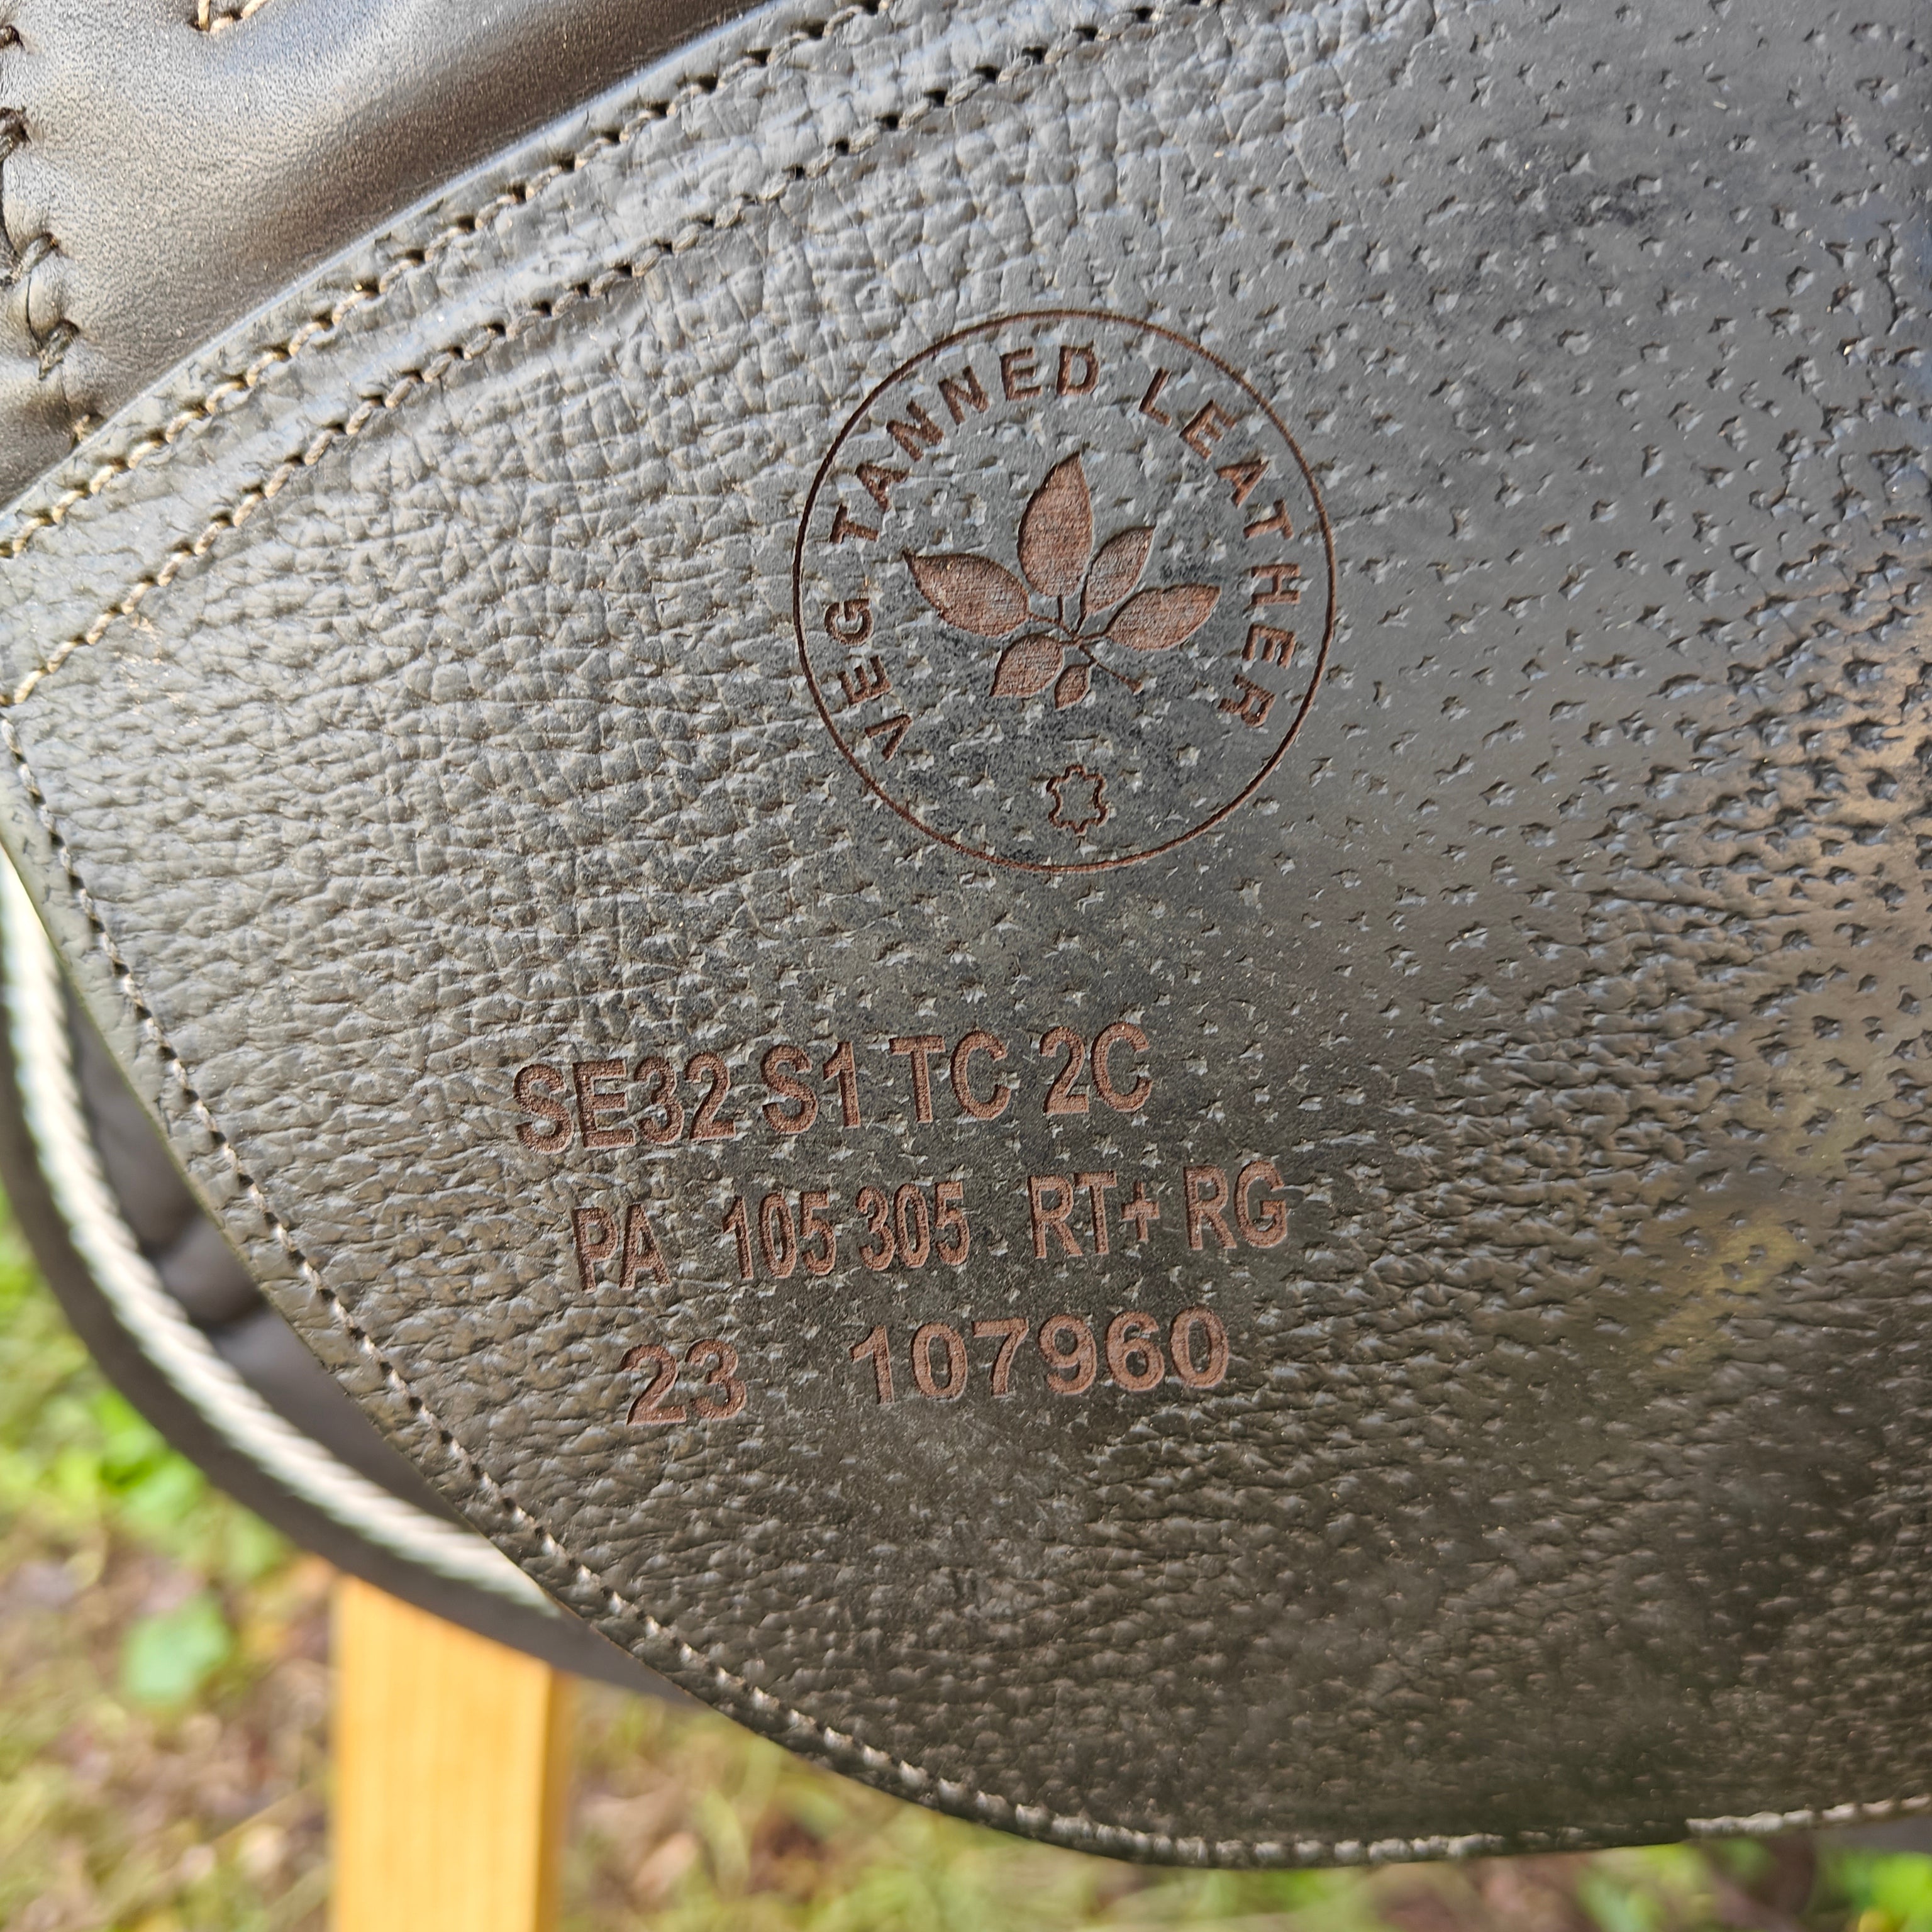 VEG TANNED LEATHER
SE32 S1 TC 2C
PA 105 305 RT+ RG
23 107960